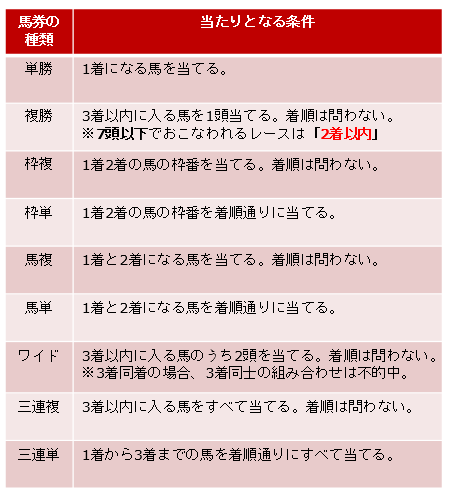 馬券の
種類
当たりとなる条件
単勝
1着になる馬を当てる。
複勝
3着以内に入る馬を1頭当てる。着順は問わない。
※7頭以下でおこなわれるレースは「2着以内」
枠複
1着2着の馬の枠番を当てる。着順は問わない。
枠単
1着2着の馬の枠番を着順通りに当てる。
馬複
1着と2着になる馬を当てる。着順は問わない。
馬単
1着と2着になる馬を着順通りに当てる。
ワイド
3着以内に入る馬のうち2頭を当てる。着順は問わない。
※3着同着の場合、3着同士の組み合わせは不的中。
三連複
3着以内に入る馬をすべて当てる。着順は問わない。
三連単
1着から3着までの馬を着順通りにすべて当てる。